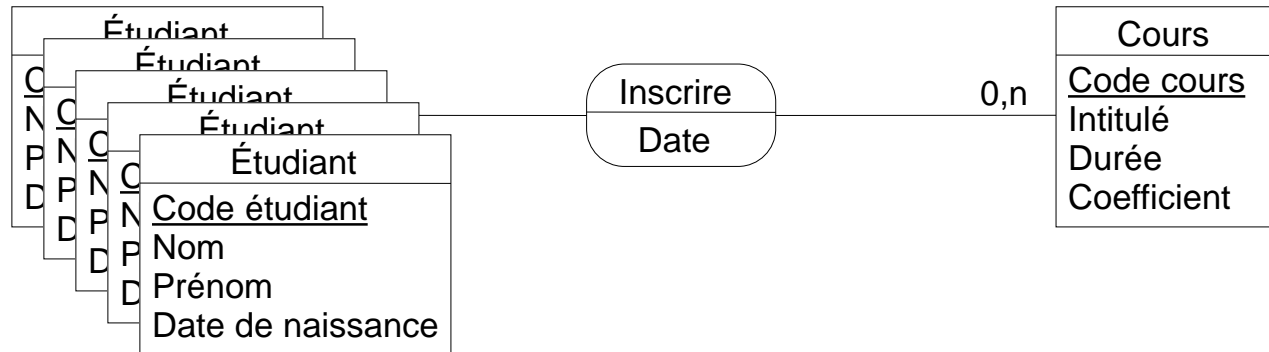 Étudiant
Étudiant
Étudiant
Étudiant
Étudiant
C
N
P
D
C
N
P
D
C
N
P
D
C
N
P
D
Code étudiant
Nom
Prénom
Date de naissance
Inscrire
Date
0,n
Cours
Code cours
Intitulé
Durée
Coefficient